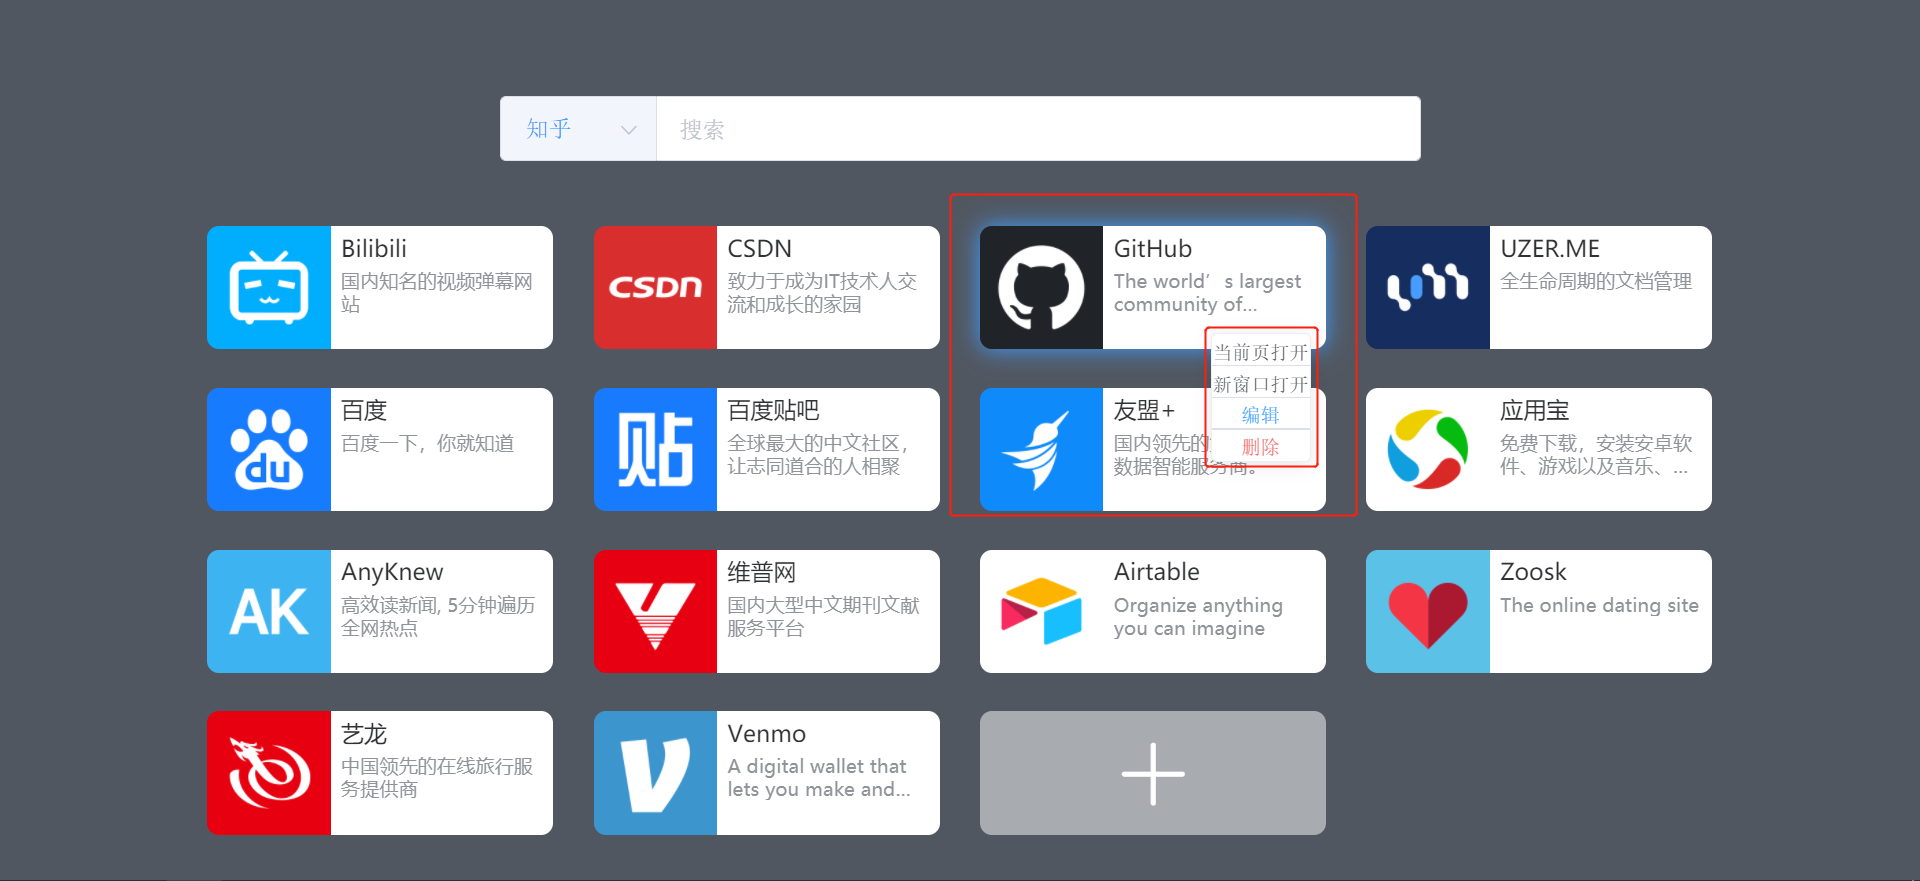 知乎
搜索
Bilibili
国内知名的视频弹幕网
站
CSDN
CSDN
致力于成为IT技术人交
流和成长的家园
GitHub
The world’s largest
community of...
当前页打开
新窗口打开
编辑
删除
UZER.ME
全生命周期的文档管理
du
百度
百度一下，你就知道
贴
百度贴吧
全球最大的中文社区，
让志同道合的人相聚
友盟+
国内领先的
数据智能服务商。
应用宝
免费下载，安装安卓软
件、游戏以及音乐、...
AK
AnyKnew
高效读新闻, 5分钟遍历
全网热点
维普网
国内大型中文期刊文献
服务平台
Airtable
Organize anything
you can imagine
Zoosk
The online dating site
艺龙
中国领先的在线旅行服
务提供商
Venmo
A digital wallet that
lets you make and...